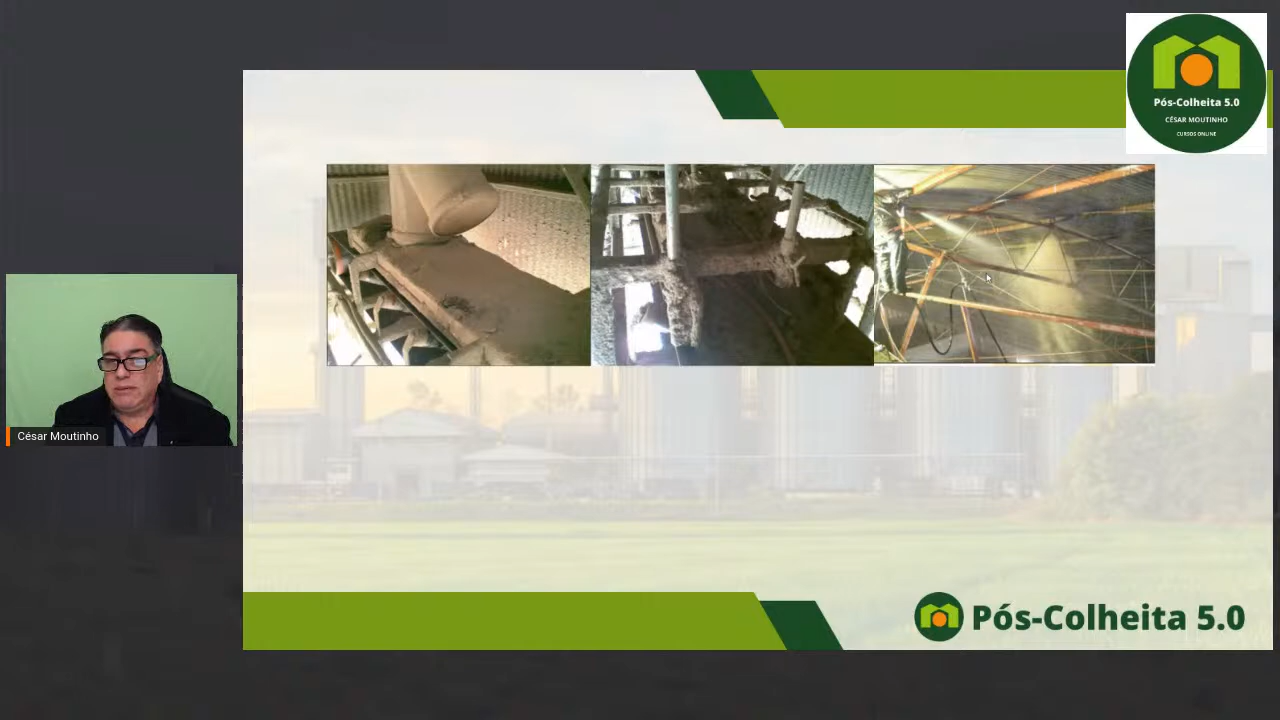 Pós-Colheita 5.0
CÉSAR MOUTINHO
CURSOS ONLINE
César Moutinho
Pós-Colheita 5.0